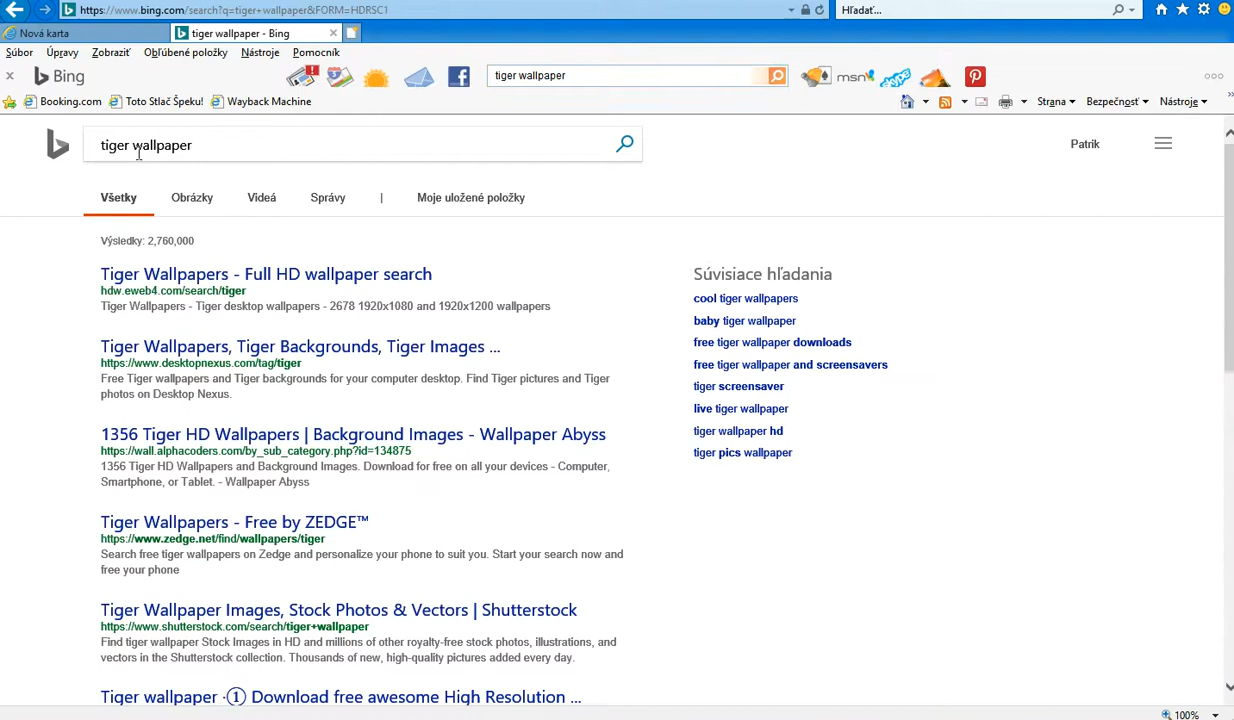 https://www.bing.com/search?q=tiger+wallpaper&FORM=HDRSC1
Hľadať...
Nová karta
tiger wallpaper - Bing
Súbor Úpravy Zobraziť Obľúbené položky Nástroje Pomocník
Bing
tiger wallpaper
msn
skype
Booking.com Toto Stlač Špeku! Wayback Machine
Strana Bezpečnosť Nástroje
tiger wallpaper
Patrik
Všetky Obrázky Videá Správy | Moje uložené položky
Výsledky: 2,760,000
Tiger Wallpapers - Full HD wallpaper search
hdw.eweb4.com/search/tiger
Tiger Wallpapers - Tiger desktop wallpapers - 2678 1920x1080 and 1920x1200 wallpapers
Tiger Wallpapers, Tiger Backgrounds, Tiger Images ...
https://www.desktopnexus.com/tag/tiger
Free Tiger wallpapers and Tiger backgrounds for your computer desktop. Find Tiger pictures and Tiger
photos on Desktop Nexus.
1356 Tiger HD Wallpapers | Background Images - Wallpaper Abyss
https://wall.alphacoders.com/by_sub_category.php?id=134875
1356 Tiger HD Wallpapers and Background Images. Download for free on all your devices - Computer,
Smartphone, or Tablet. - Wallpaper Abyss
Tiger Wallpapers - Free by ZEDGE™
https://www.zedge.net/find/wallpapers/tiger
Search free tiger wallpapers on Zedge and personalize your phone to suit you. Start your search now and
free your phone
Tiger Wallpaper Images, Stock Photos & Vectors | Shutterstock
https://www.shutterstock.com/search/tiger+wallpaper
Find tiger wallpaper Stock Images in HD and millions of other royalty-free stock photos, illustrations, and
vectors in the Shutterstock collection. Thousands of new, high-quality pictures added every day.
Tiger wallpaper ·① Download free awesome High Resolution ...
Súvisiace hľadania
cool tiger wallpapers
baby tiger wallpaper
free tiger wallpaper downloads
free tiger wallpaper and screensavers
tiger screensaver
live tiger wallpaper
tiger wallpaper hd
tiger pics wallpaper
100%